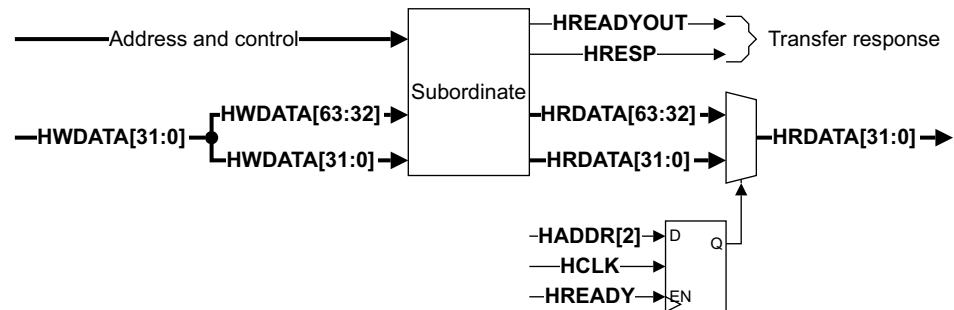 HREADYOUT
Address and control
Transfer response
HRESP
Subordinate
HWDATA[63:32]
HRDATA[63:32]
HWDATA[31:0]
HRDATA[31:0]
HWDATA[31:0]
HRDATA[31:0]
HADDR[2]
D
Q
HCLK
HREADY
EN